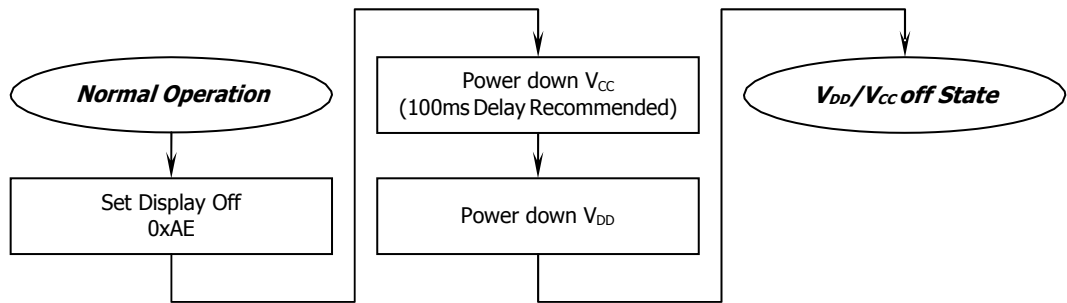 Normal Operation
Set Display Off
0xAE
Power down VCC
(100ms Delay Recommended)
Power down VDD
VDD/VCC off State